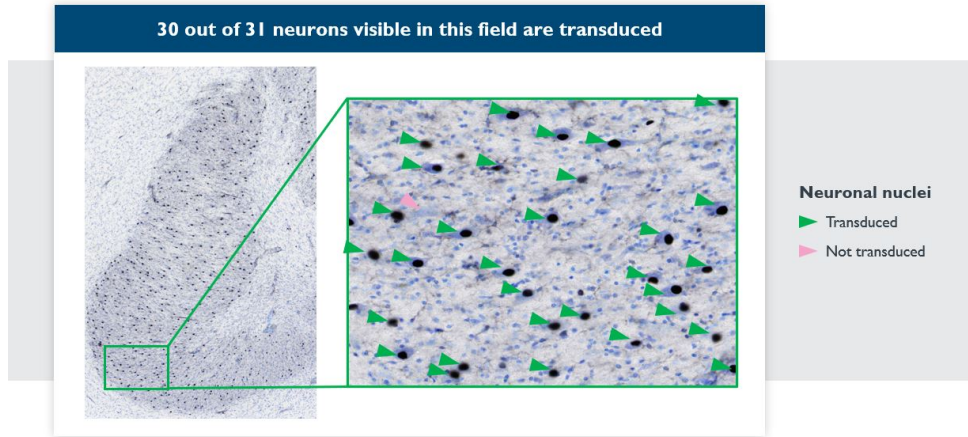 30 out of 31 neurons visible in this field are transduced
Neuronal nuclei
Transduced
Not transduced